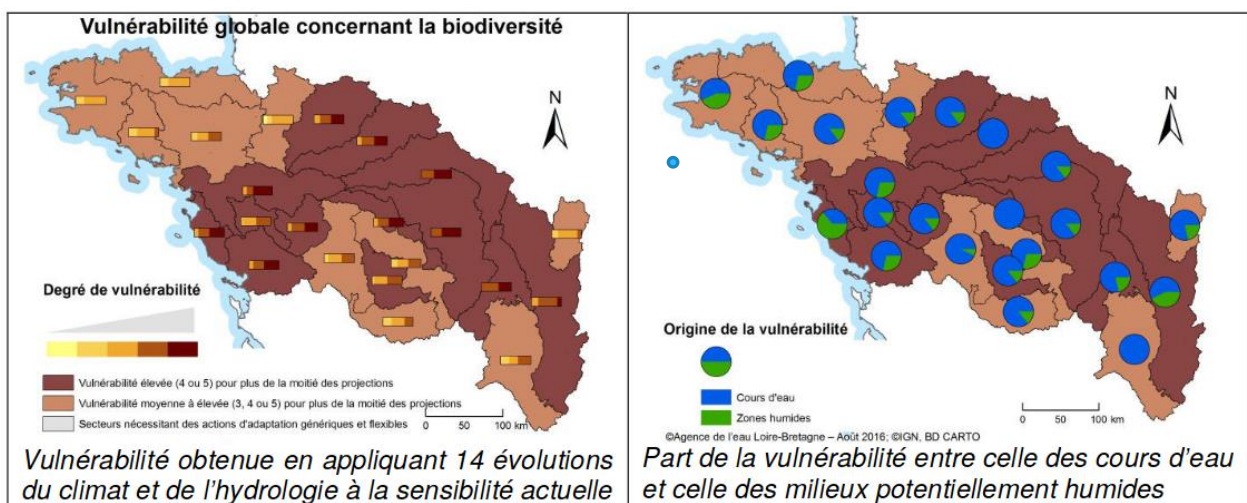 Vulnérabilité globale concernant la biodiversité
N
Degré de vulnérabilité
Vulnérabilité élevée (4 ou 5) pour plus de la moitié des projections
Vulnérabilité moyenne à élevée (3, 4 ou 5) pour plus de la moitié des projections
Secteurs nécessitant des actions d'adaptation génériques et flexibles
0 50 100 km
Vulnérabilité obtenue en appliquant 14 évolutions
du climat et de l'hydrologie à la sensibilité actuelle
N
Origine de la vulnérabilité
Cours d'eau
Zones humides
0 50 100 km
©Agence de l'eau Loire-Bretagne – Août 2016; ©IGN, BD CARTO
Part de la vulnérabilité entre celle des cours d'eau
et celle des milieux potentiellement humides